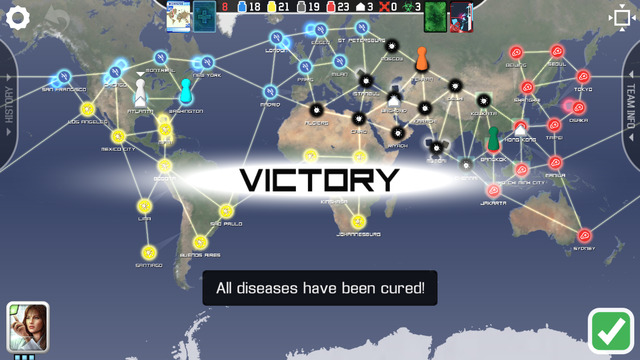 8 18 21 19 23 0 3
ESSEN
ST. PETERSBURG
LONDON
MOSCOW
MONTREAL
NEW YORK
PARIS
MILAN
TEHRAN
BEIJING
SEOUL
SAN FRANCISCO
ISTANBUL
DELHI
SHANGHAI
TOKYO
ATLANTA
WASHINGTON
MADRID
BAGHDAD
KARACHI
KOLKATA
OSAKA
LOS ANGELES
ALGIERS
CAIRO
RIYADH
HONG KONG
TAIPEI
MEXICO CITY
MIAMI
MUMBAI
BANGKOK
HISTORY
TEAM INFO
BOGOTA
HO CHI MINH CITY
MANILA
VICTORY
JAKARTA
LIMA
KINSHASA
SAO PAULO
JOHANNESBURG
SYDNEY
BUENOS AIRES
SANTIAGO
All diseases have been cured!